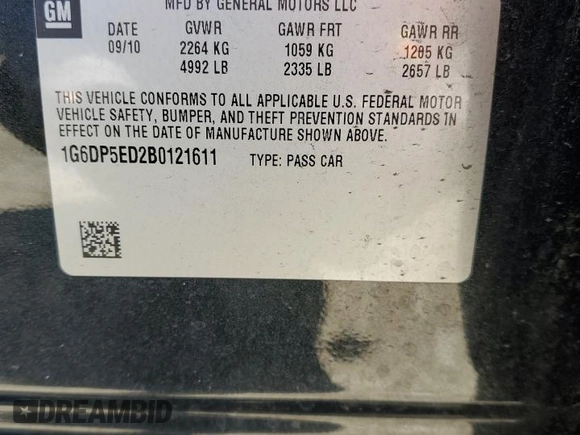 GM
MFD BY GENERAL MOTORS LLC
DATE GVWR GAWR FRT GAWR RR
09/10 2264 KG 1059 KG 1205 KG
4992 LB 2335 LB 2657 LB
THIS VEHICLE CONFORMS TO ALL APPLICABLE U.S. FEDERAL MOTOR
VEHICLE SAFETY, BUMPER, AND THEFT PREVENTION STANDARDS IN
EFFECT ON THE DATE OF MANUFACTURE SHOWN ABOVE.
1G6DP5ED2B0121611 TYPE: PASS CAR
DREAMBID